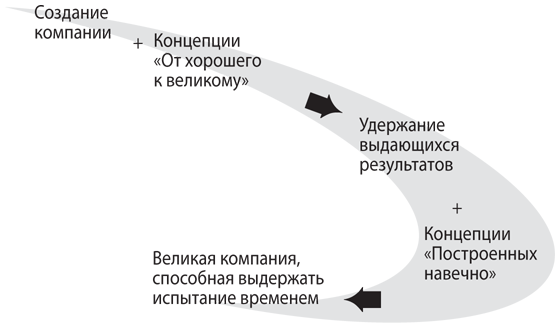 Создание
компании
+
Концепции
«От хорошего
к великому»
Удержание
выдающихся
результатов
+
Концепции
«Построенных
навечно»
Великая компания,
способная выдержать
испытание временем